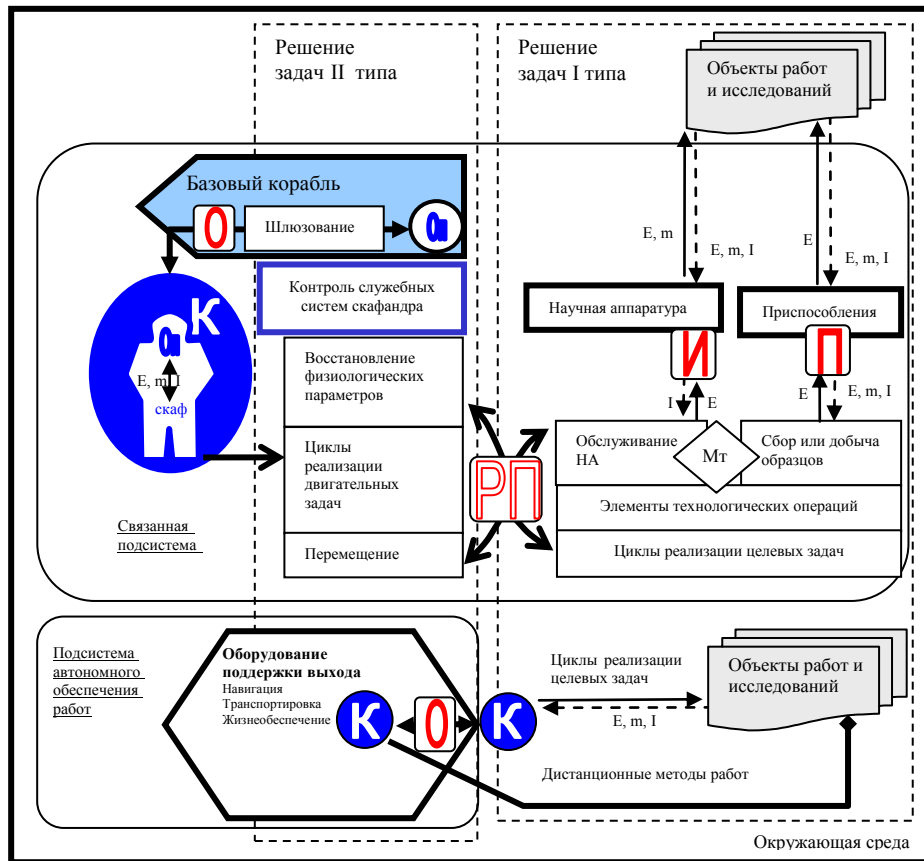 Решение
задач II типа
Решение
задач I типа
Объекты работ
и исследований
Базовый корабль
О
Шлюзование
Оп
E, m
E, m, I
E
E, m, I
Контроль служебных
систем скафандра
Научная аппаратура
Приспособления
К
Оп
E, m, I
скаф
И
П
Восстановление
физиологических
параметров
I
E
E
E, m, I
Обслуживание
НА
Мт
Сбор или добыча
образцов
Циклы
реализации
двигательных
задач
РП
Элементы технологических операций
Связанная
подсистема
Перемещение
Циклы реализации целевых задач
Подсистема
автономного
обеспечения
работ
Оборудование
поддержки выхода
Навигация
Транспортировка
Жизнеобеспечение
К
О
К
Циклы реализации
целевых задач
E, m, I
Объекты работ и
исследований
Дистанционные методы работ
Окружающая среда